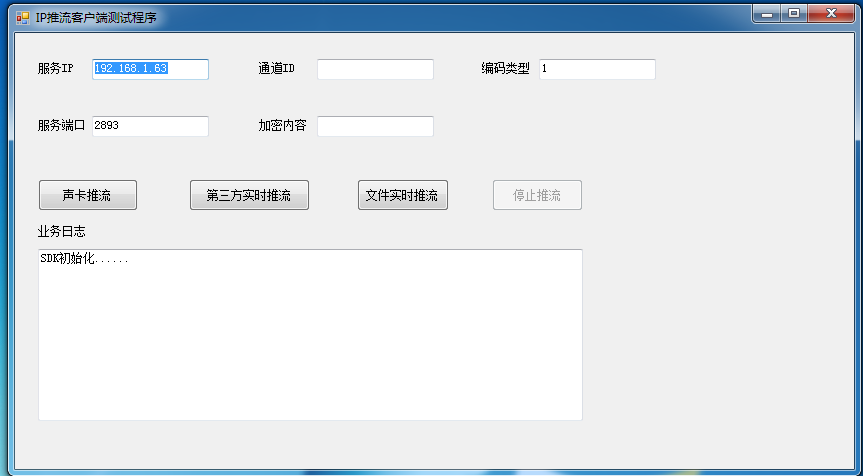 IP推流客户端测试程序
服务IP 192.168.1.63 通道ID 编码类型 1
服务端口 2893 加密内容
声卡推流 第三方实时推流 文件实时推流 停止推流
业务日志
SDK初始化......